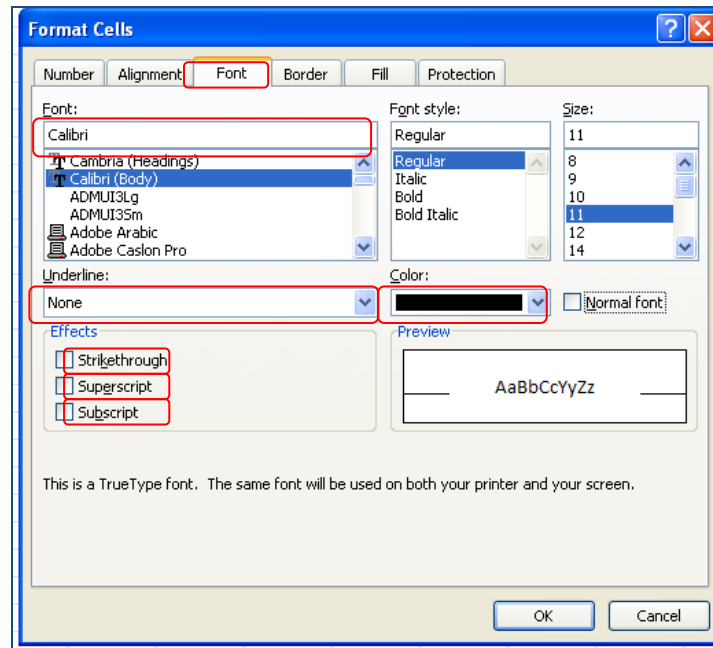 Format Cells
Number Alignment Font Border Fill Protection
Font: Font style: Size:
Calibri Regular 11
Cambria (Headings) Regular 8
Calibri (Body) Italic 9
ADMUI3Lg Bold 10
ADMUI3Sm Bold Italic 11
Adobe Arabic 12
Adobe Caslon Pro 14
Underline: Color:
None Normal font
Effects Preview
Strikethrough
Superscript AaBbCcYyZz
Subscript
This is a TrueType font. The same font will be used on both your printer and your screen.
OK Cancel